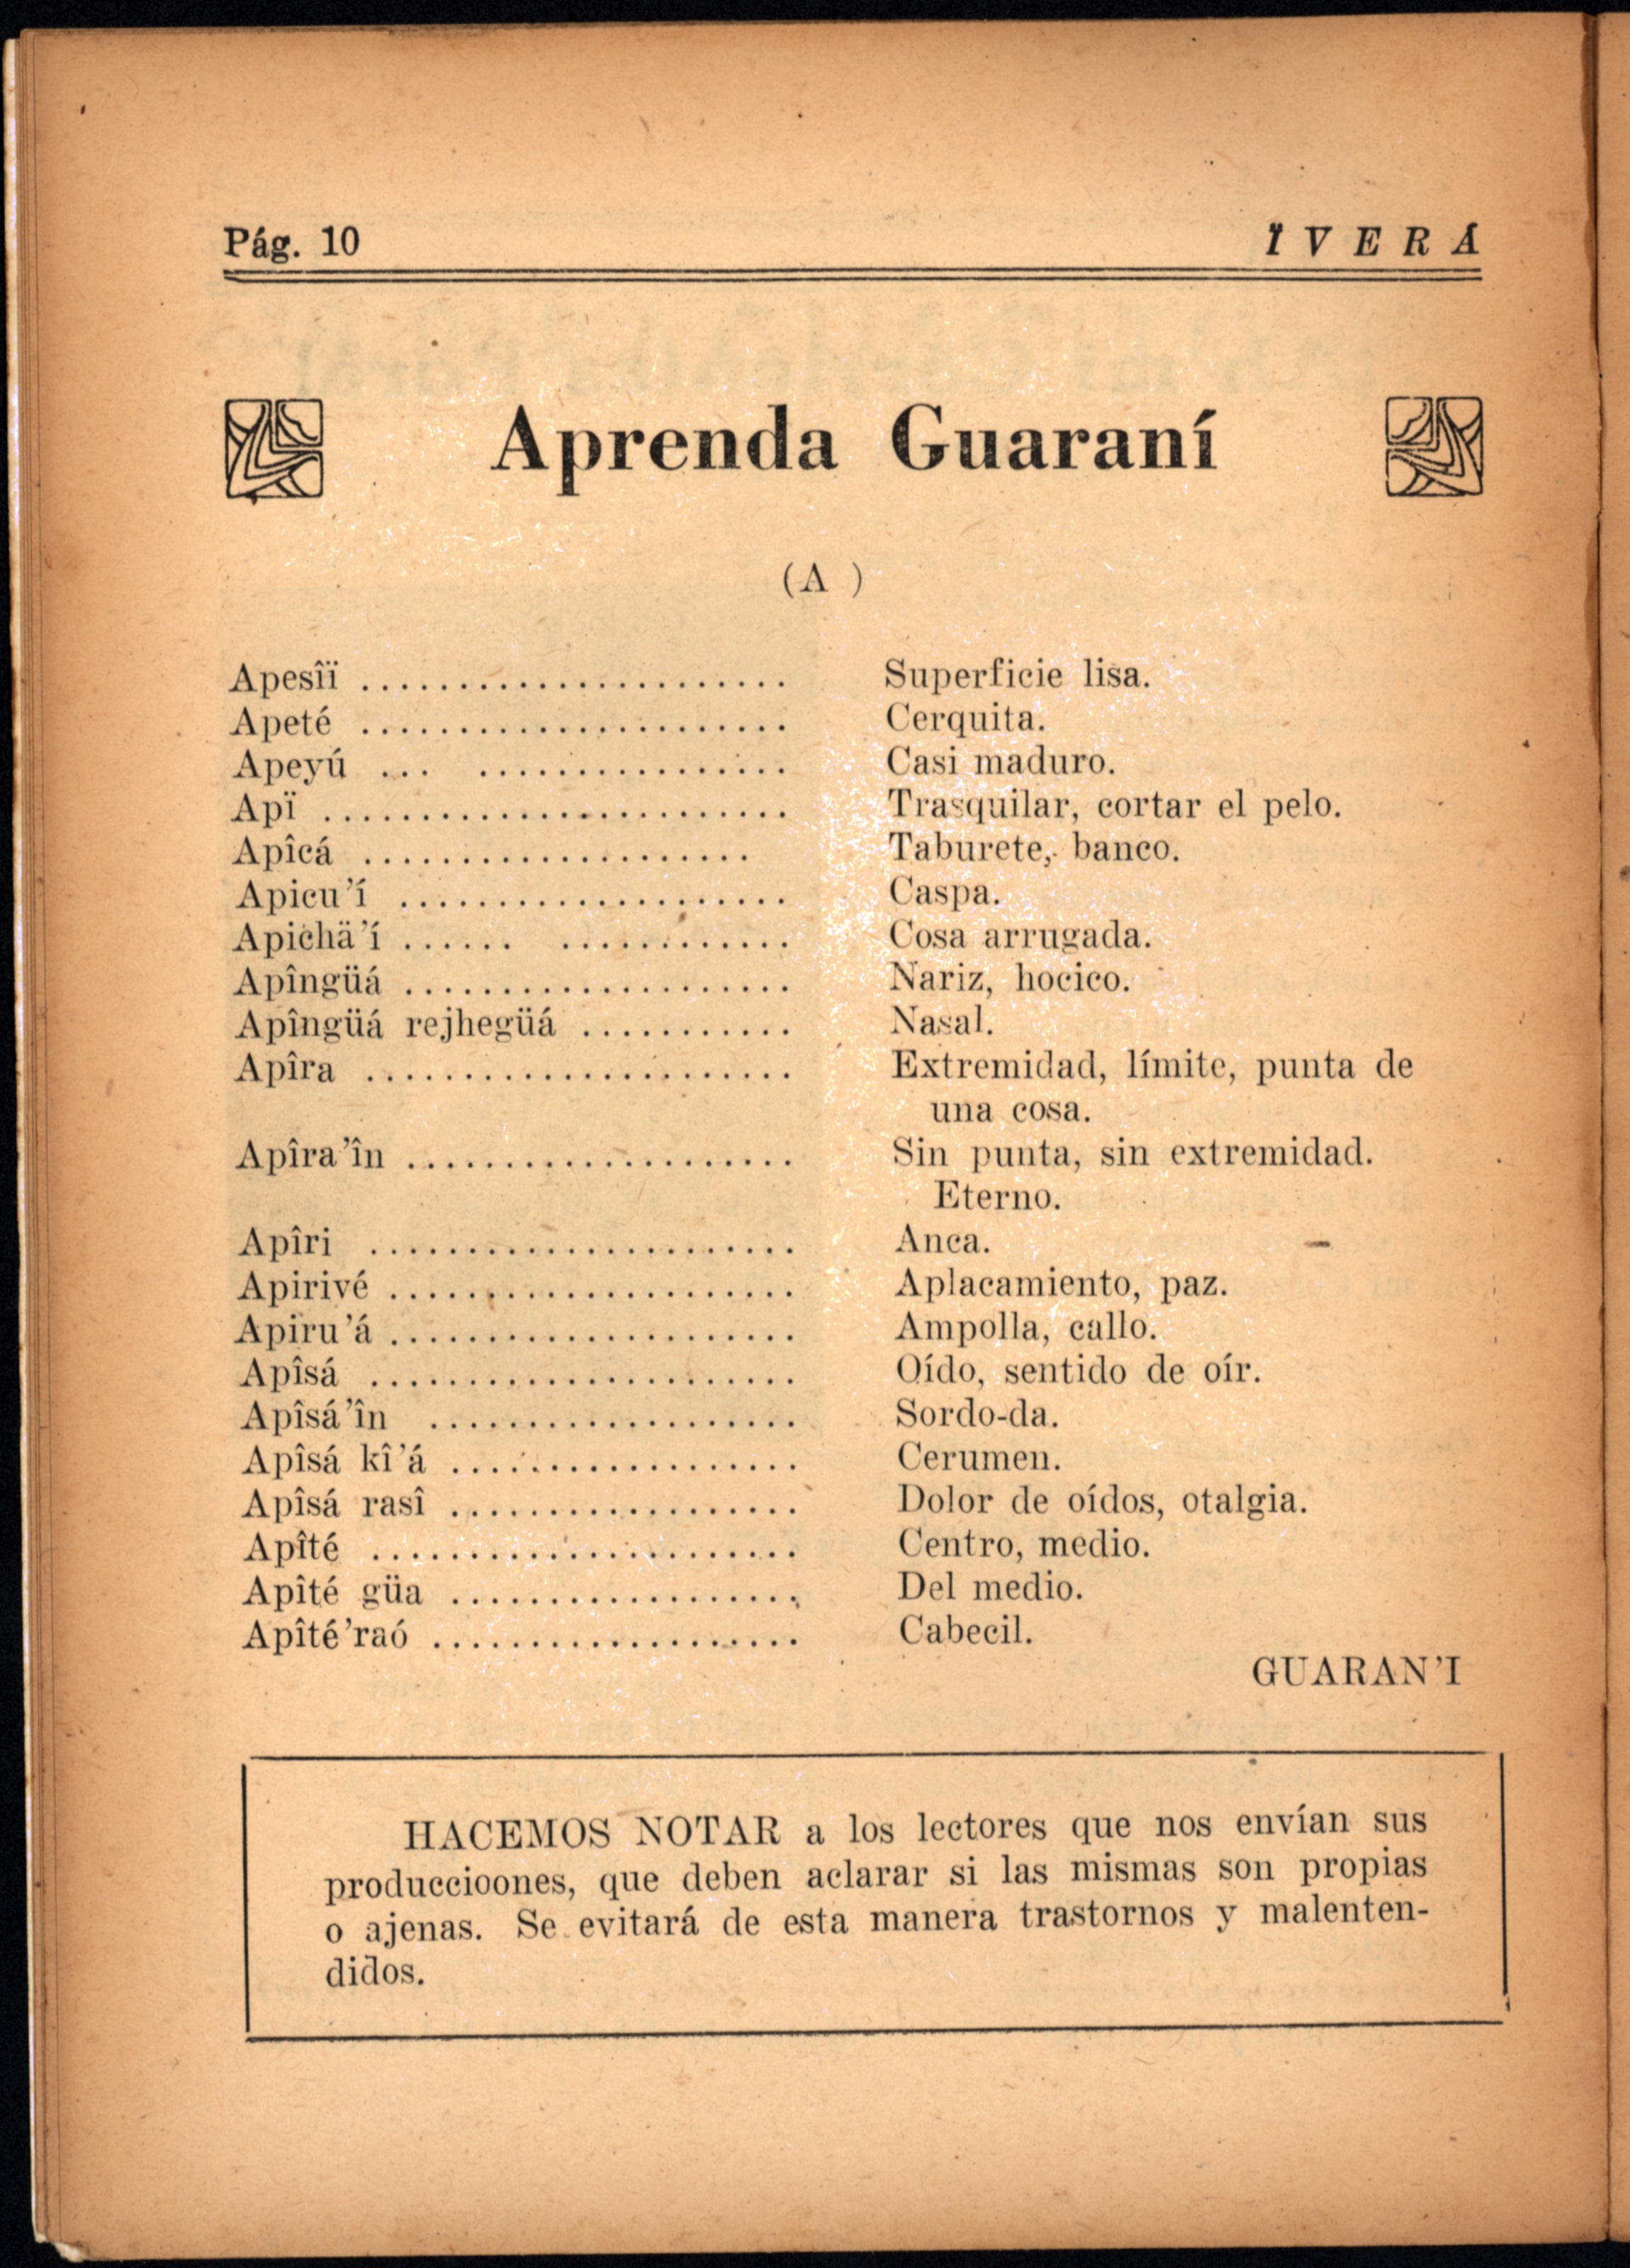 Pág. 10 Ï V E R Á
Aprenda Guaraní
(A )
Apesîï ...................... Superficie lisa.
Apeté ...................... Cerquita.
Apeyú ... ................ Casi maduro.
Apï ........................ Trasquilar, cortar el pelo.
Apîcá .................... Taburete, banco.
Apicu’í .................... Caspa.
Apichä’í ...... ............ Cosa arrugada.
Apîngüá .................... Nariz, hocico.
Apîngüá rejhegüá ........... Nasal.
Apîra ...................... Extremidad, límite, punta de
una cosa.
Apîra’în .................... Sin punta, sin extremidad.
Eterno.
Apîri ...................... Anca.
Apirivé ..................... Aplacamiento, paz.
Apiru’á ..................... Ampolla, callo.
Apîsá ...................... Oído, sentido de oír.
Apîsá’în ................... Sordo-da.
Apîsá kî’á .................. Cerumen.
Apîsá rasî .................. Dolor de oídos, otalgia.
Apîté ...................... Centro, medio.
Apîté güa .................. Del medio.
Apîté’raó ................... Cabecil.
GUARAN’I
HACEMOS NOTAR a los lectores que nos envían sus
produccioones, que deben aclarar si las mismas son propias
o ajenas. Se evitará de esta manera trastornos y malenten-
didos.